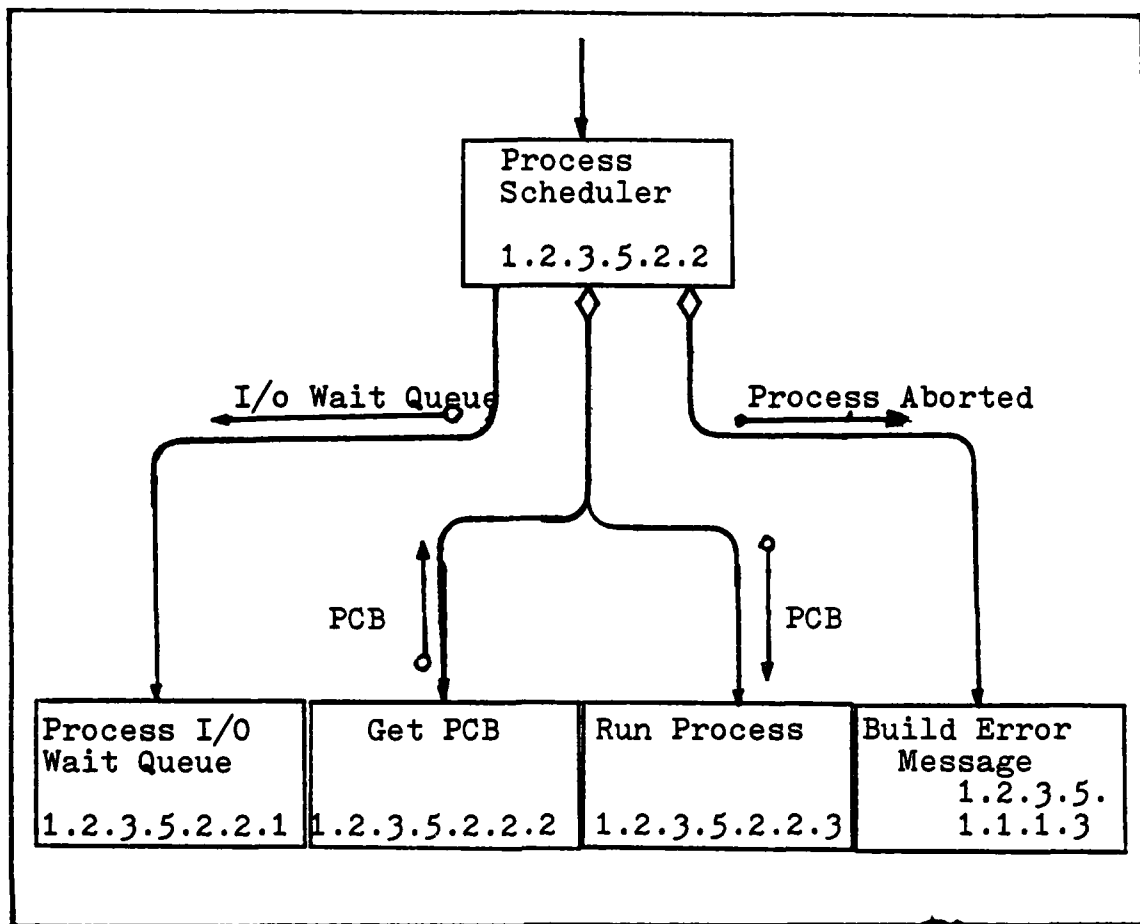 Process
Scheduler
1.2.3.5.2.2
I/o Wait Queue
Process Aborted
PCB
PCB
Process I/O
Wait Queue
1.2.3.5.2.2.1
Get PCB
1.2.3.5.2.2.2
Run Process
1.2.3.5.2.2.3
Build Error
Message
1.2.3.5.
1.1.1.3